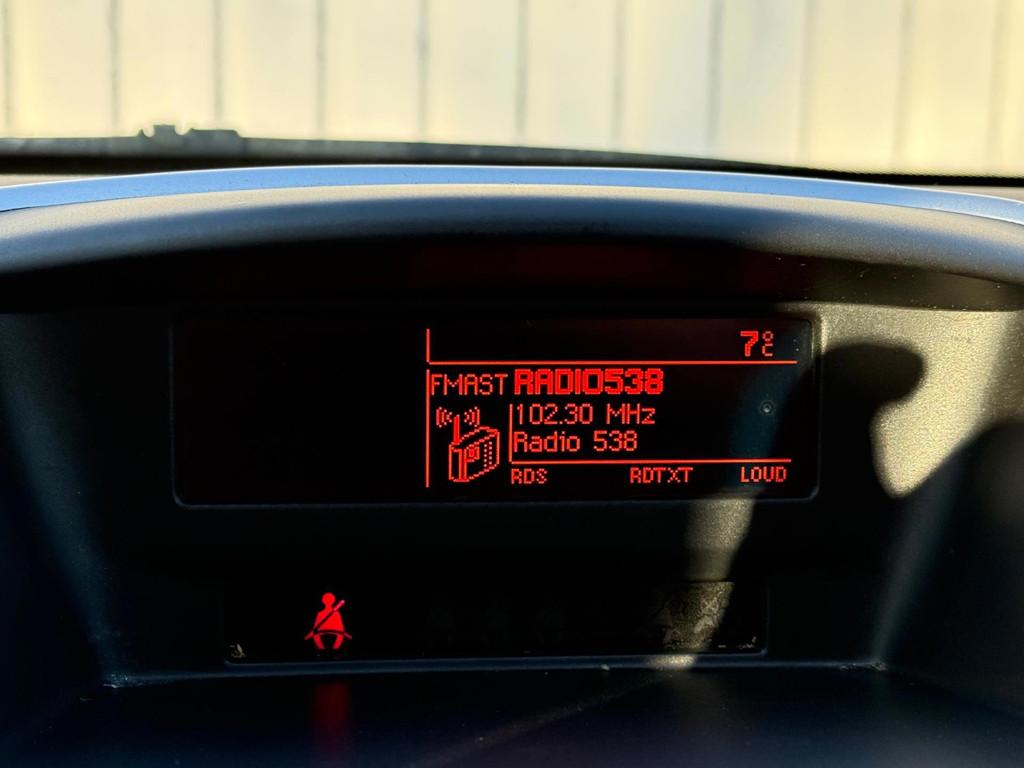 7°C
FMAST RADIO538
102.30 MHz
Radio 538
RDS RDTXT LOUD